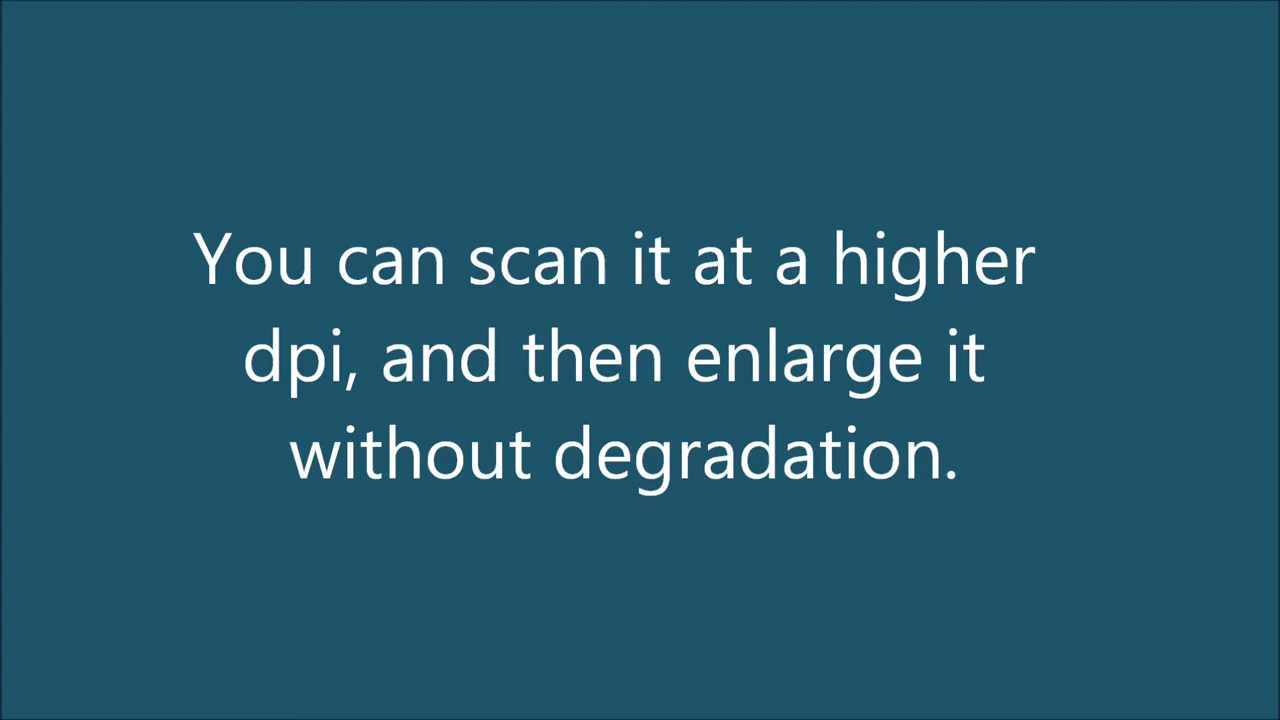 You can scan it at a higher
dpi, and then enlarge it
without degradation.